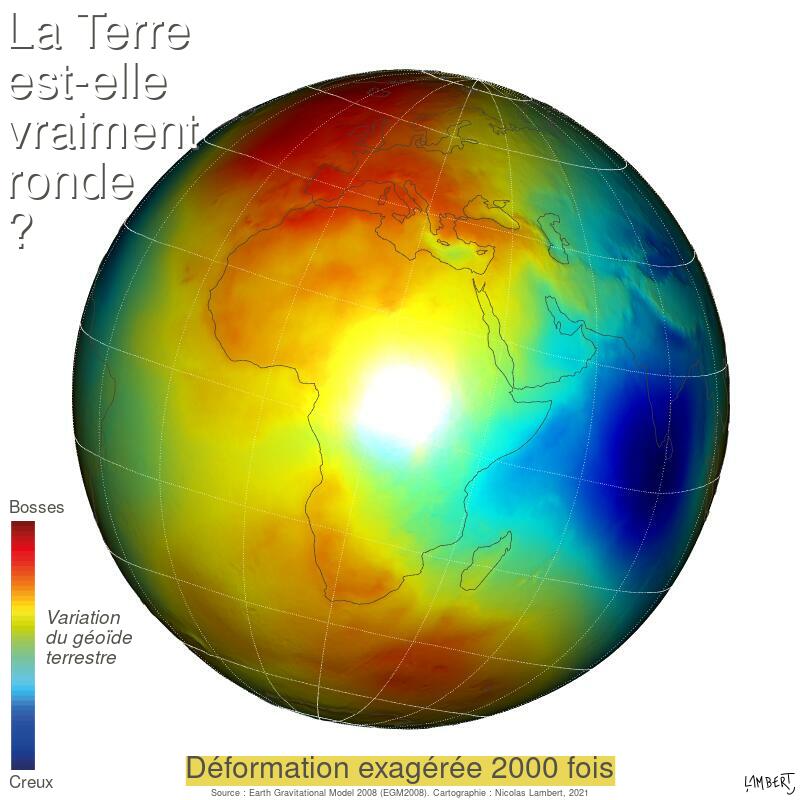 La Terre
est-elle
vraiment
ronde
?
Bosses
Variation
du géoïde
terrestre
Creux
Déformation exagérée 2000 fois
Source : Earth Gravitational Model 2008 (EGM2008). Cartographie : Nicolas Lambert, 2021
LAMBERT